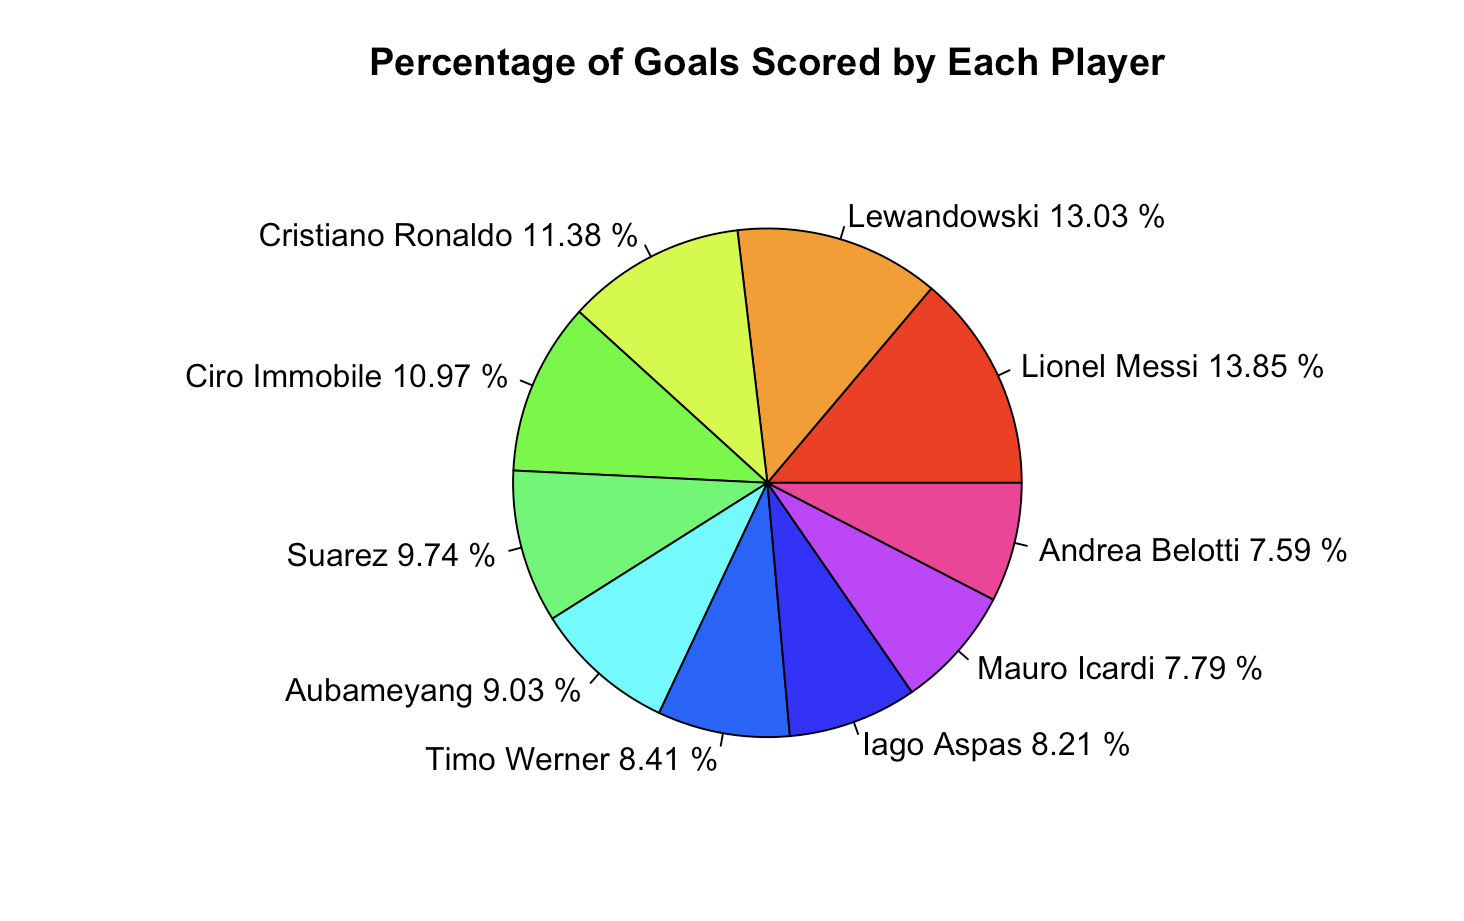 Percentage of Goals Scored by Each Player
Lewandowski 13.03 %
Cristiano Ronaldo 11.38 %
Lionel Messi 13.85 %
Ciro Immobile 10.97 %
Andrea Belotti 7.59 %
Suarez 9.74 %
Mauro Icardi 7.79 %
Aubameyang 9.03 %
Iago Aspas 8.21 %
Timo Werner 8.41 %